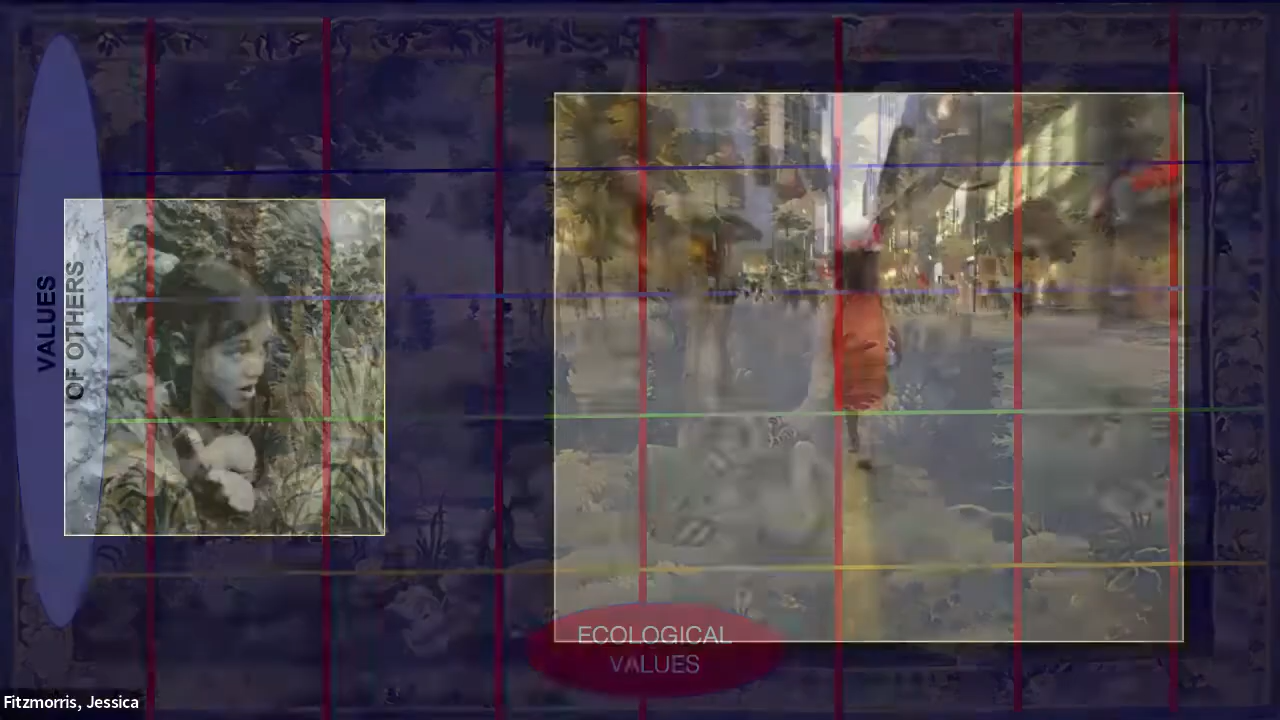 VALUES
OF OTHERS
ECOLOGICAL
VALUES
Fitzmorris, Jessica